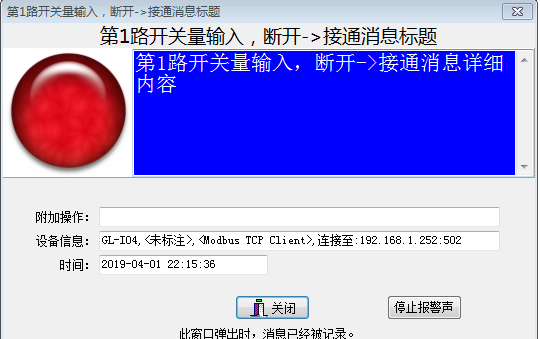 第1路开关量输入，断开->接通消息标题
第1路开关量输入，断开->接通消息标题
第1路开关量输入，断开->接通消息详细
内容
附加操作：
设备信息： GL-IO4,<未标注>,<Modbus TCP Client>,连接至:192.168.1.252:502
时间： 2019-04-01 22:15:36
关闭 停止报警声
此窗口弹出时，消息已经被记录。